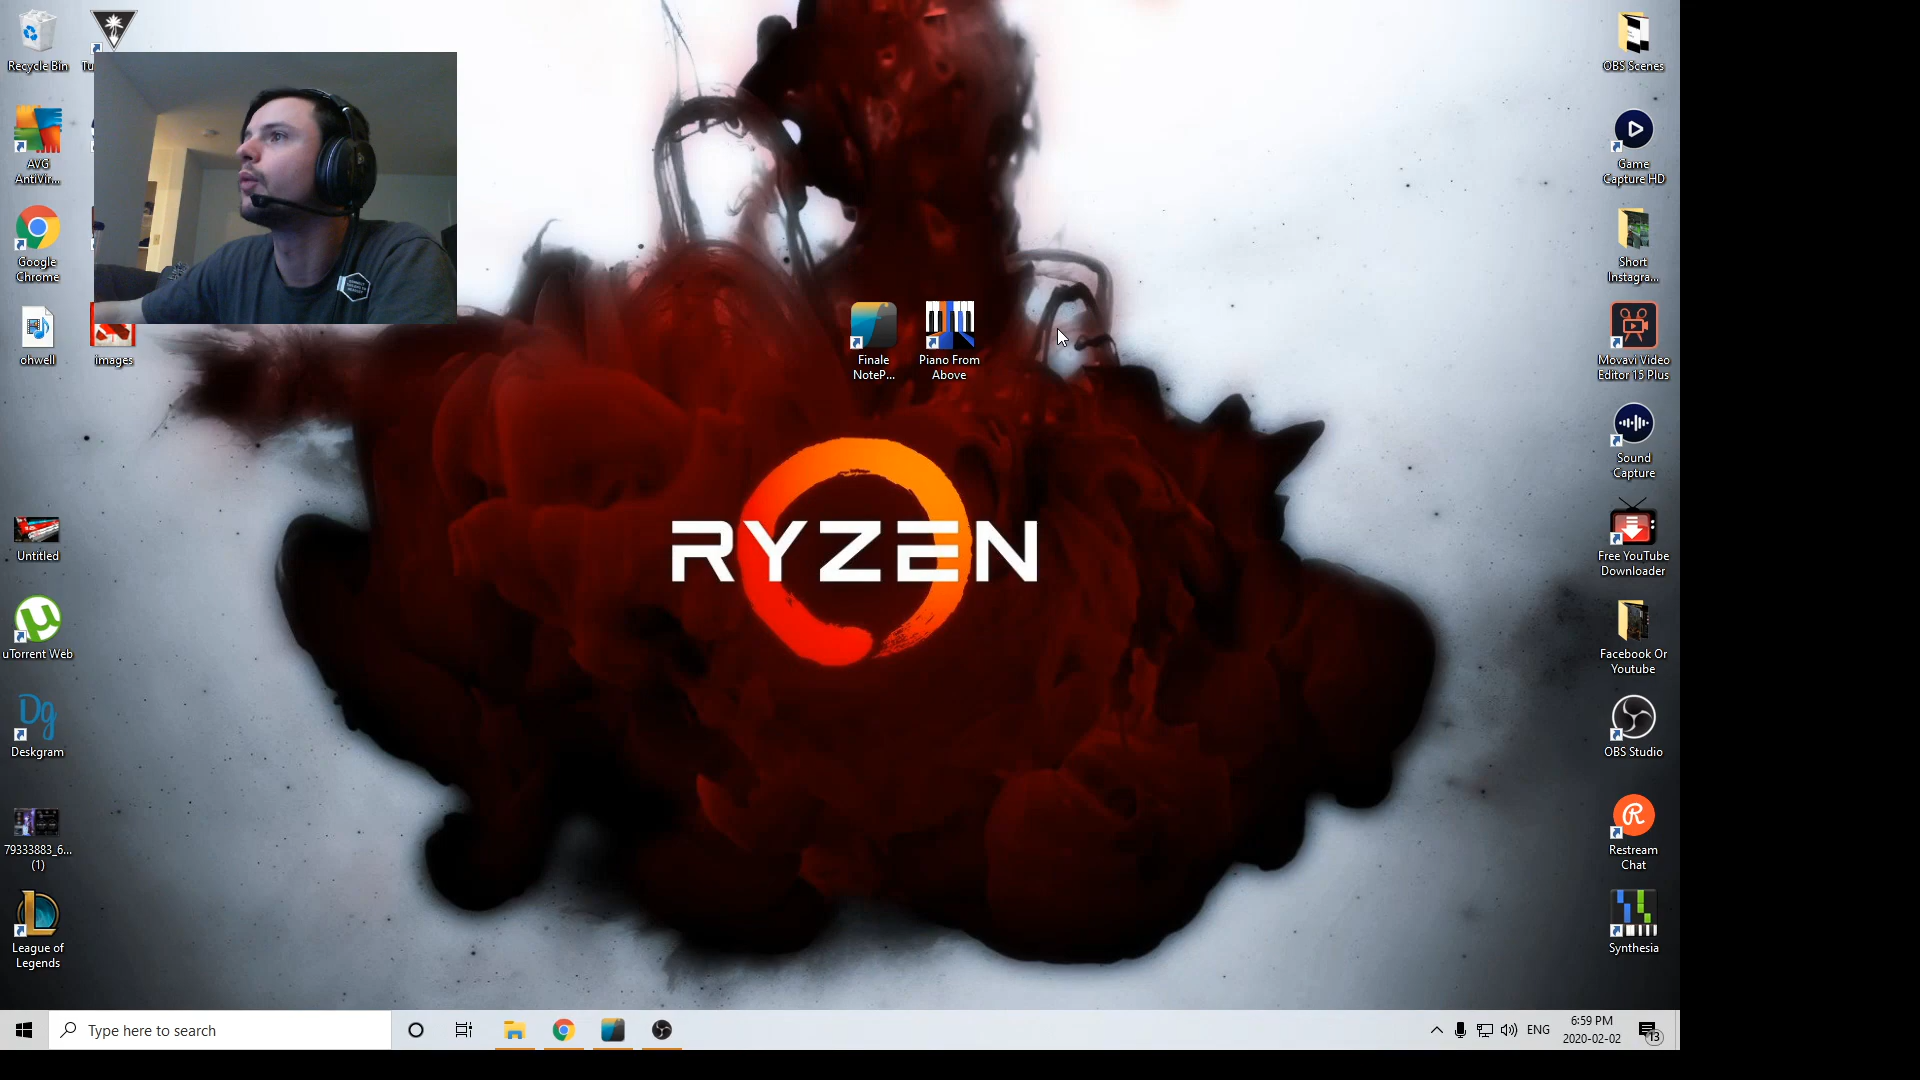 Recycle Bin
Tu
AVG
AntiVir...
Google
Chrome
ohwell
images
Untitled
uTorrent Web
Dg
Deskgram
79333883_6...
(1)
League of
Legends
Finale
NoteP...
Piano From
Above
RYZEN
OBS Scenes
Game
Capture HD
Short
Instagra...
Movavi Video
Editor 15 Plus
Sound
Capture
Free YouTube
Downloader
Facebook Or
Youtube
OBS Studio
Restream
Chat
Synthesia
Type here to search
ENG
6:59 PM
2020-02-02
13